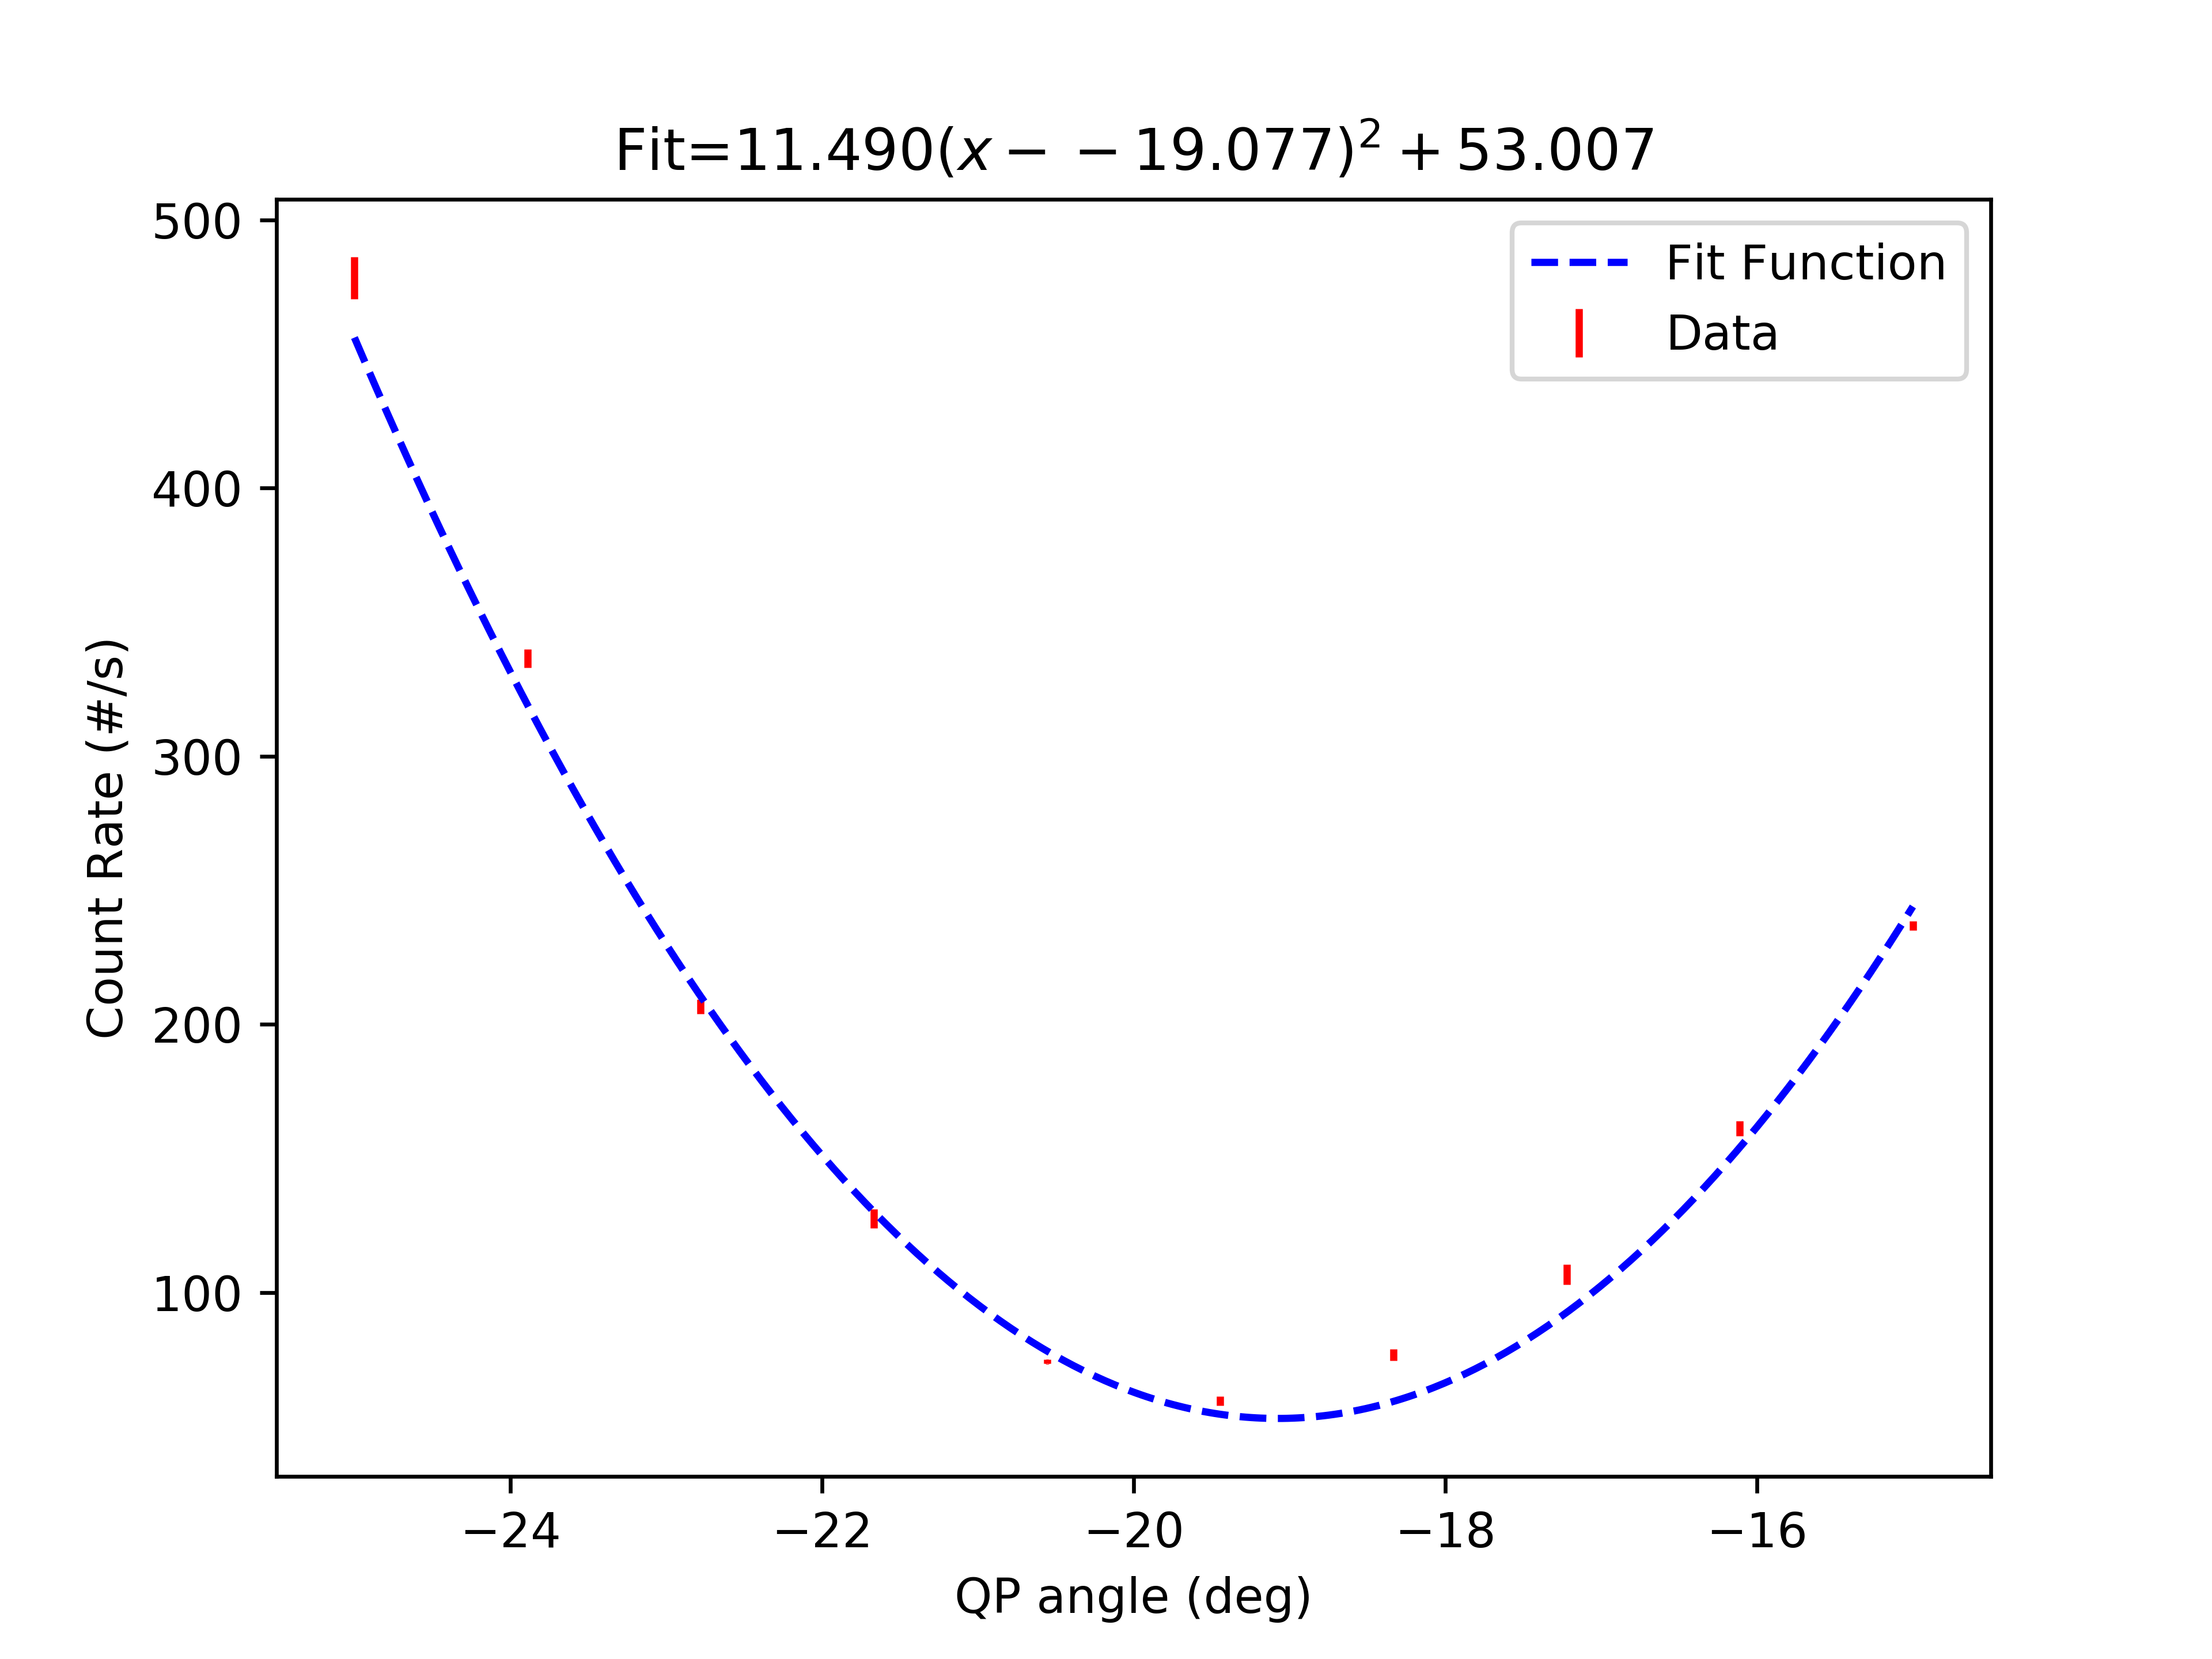 Fit=11.490(x − −19.077)² + 53.007
500
400
300
200
100
Count Rate (#/s)
Fit Function
Data
−24
−22
−20
−18
−16
QP angle (deg)